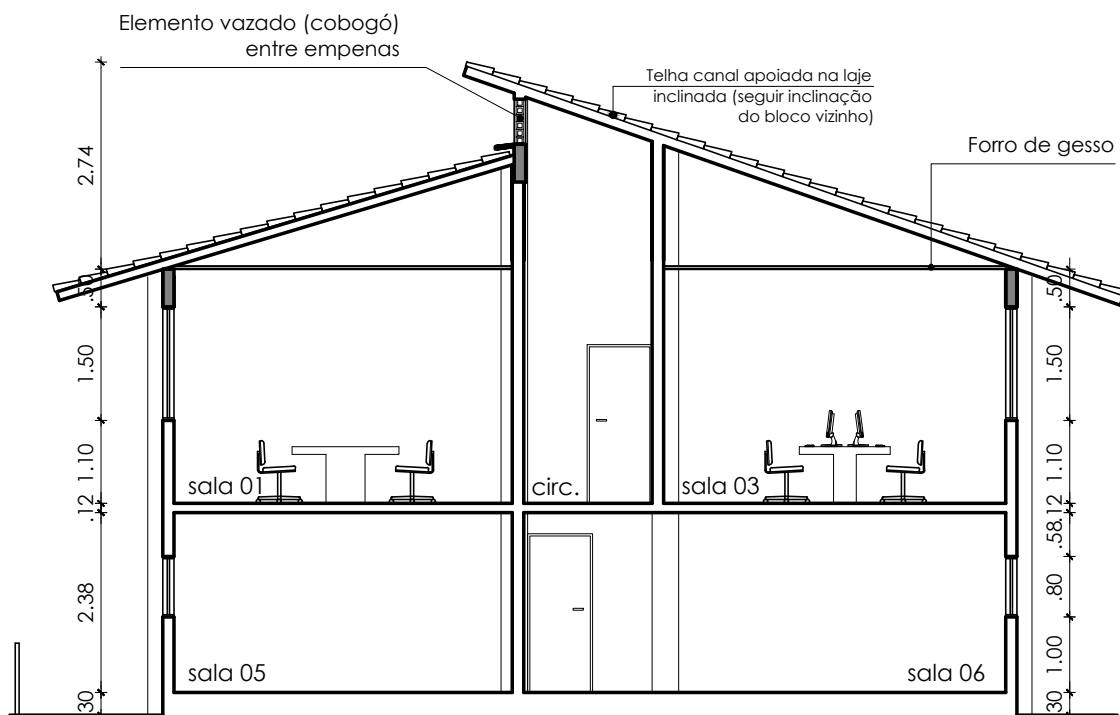 Elemento vazado (cobogó)
entre empenas
Telha canal apoiada na laje
inclinada (seguir inclinação
do bloco vizinho)
Forro de gesso
2.74
.50
1.50
1.10
.12
2.38
30
.50
1.50
1.10
.12
.58
.80
1.00
30
sala 01
circ.
sala 03
sala 05
sala 06